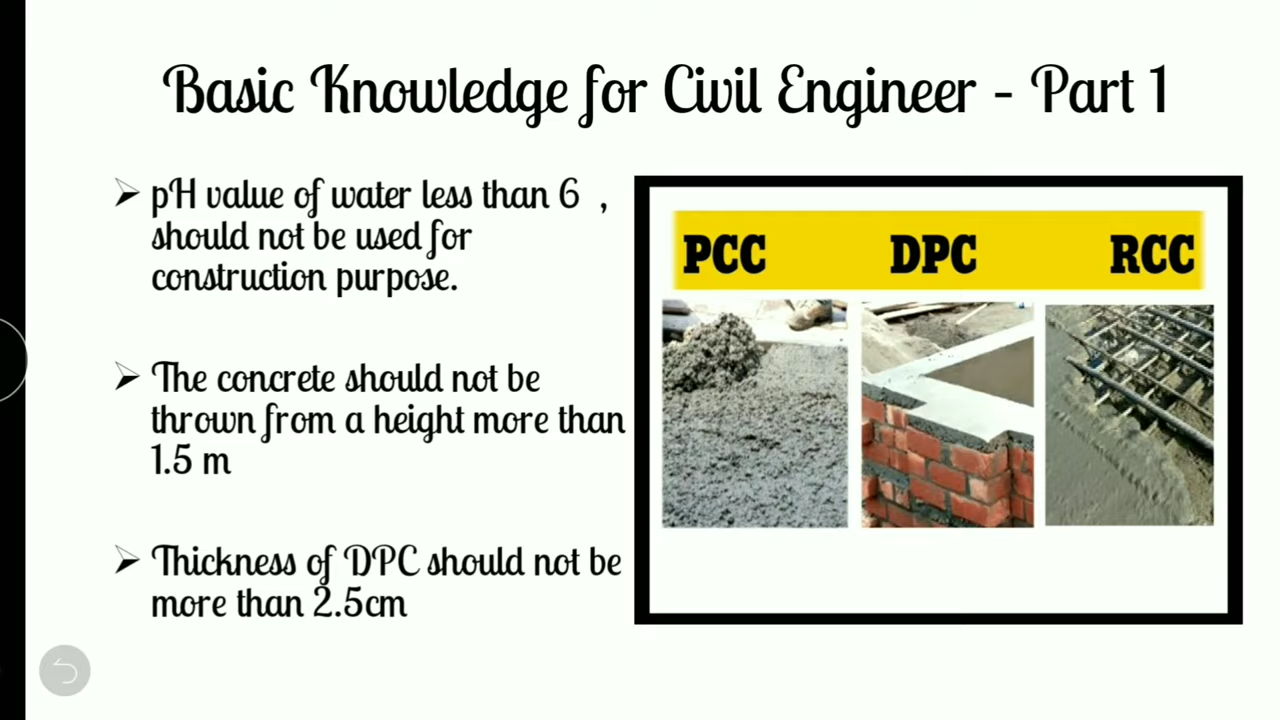 Basic Knowledge for Civil Engineer - Part 1
pH value of water less than 6 ,
should not be used for
construction purpose.
The concrete should not be
thrown from a height more than
1.5 m
Thickness of DPC should not be
more than 2.5cm
PCC DPC RCC